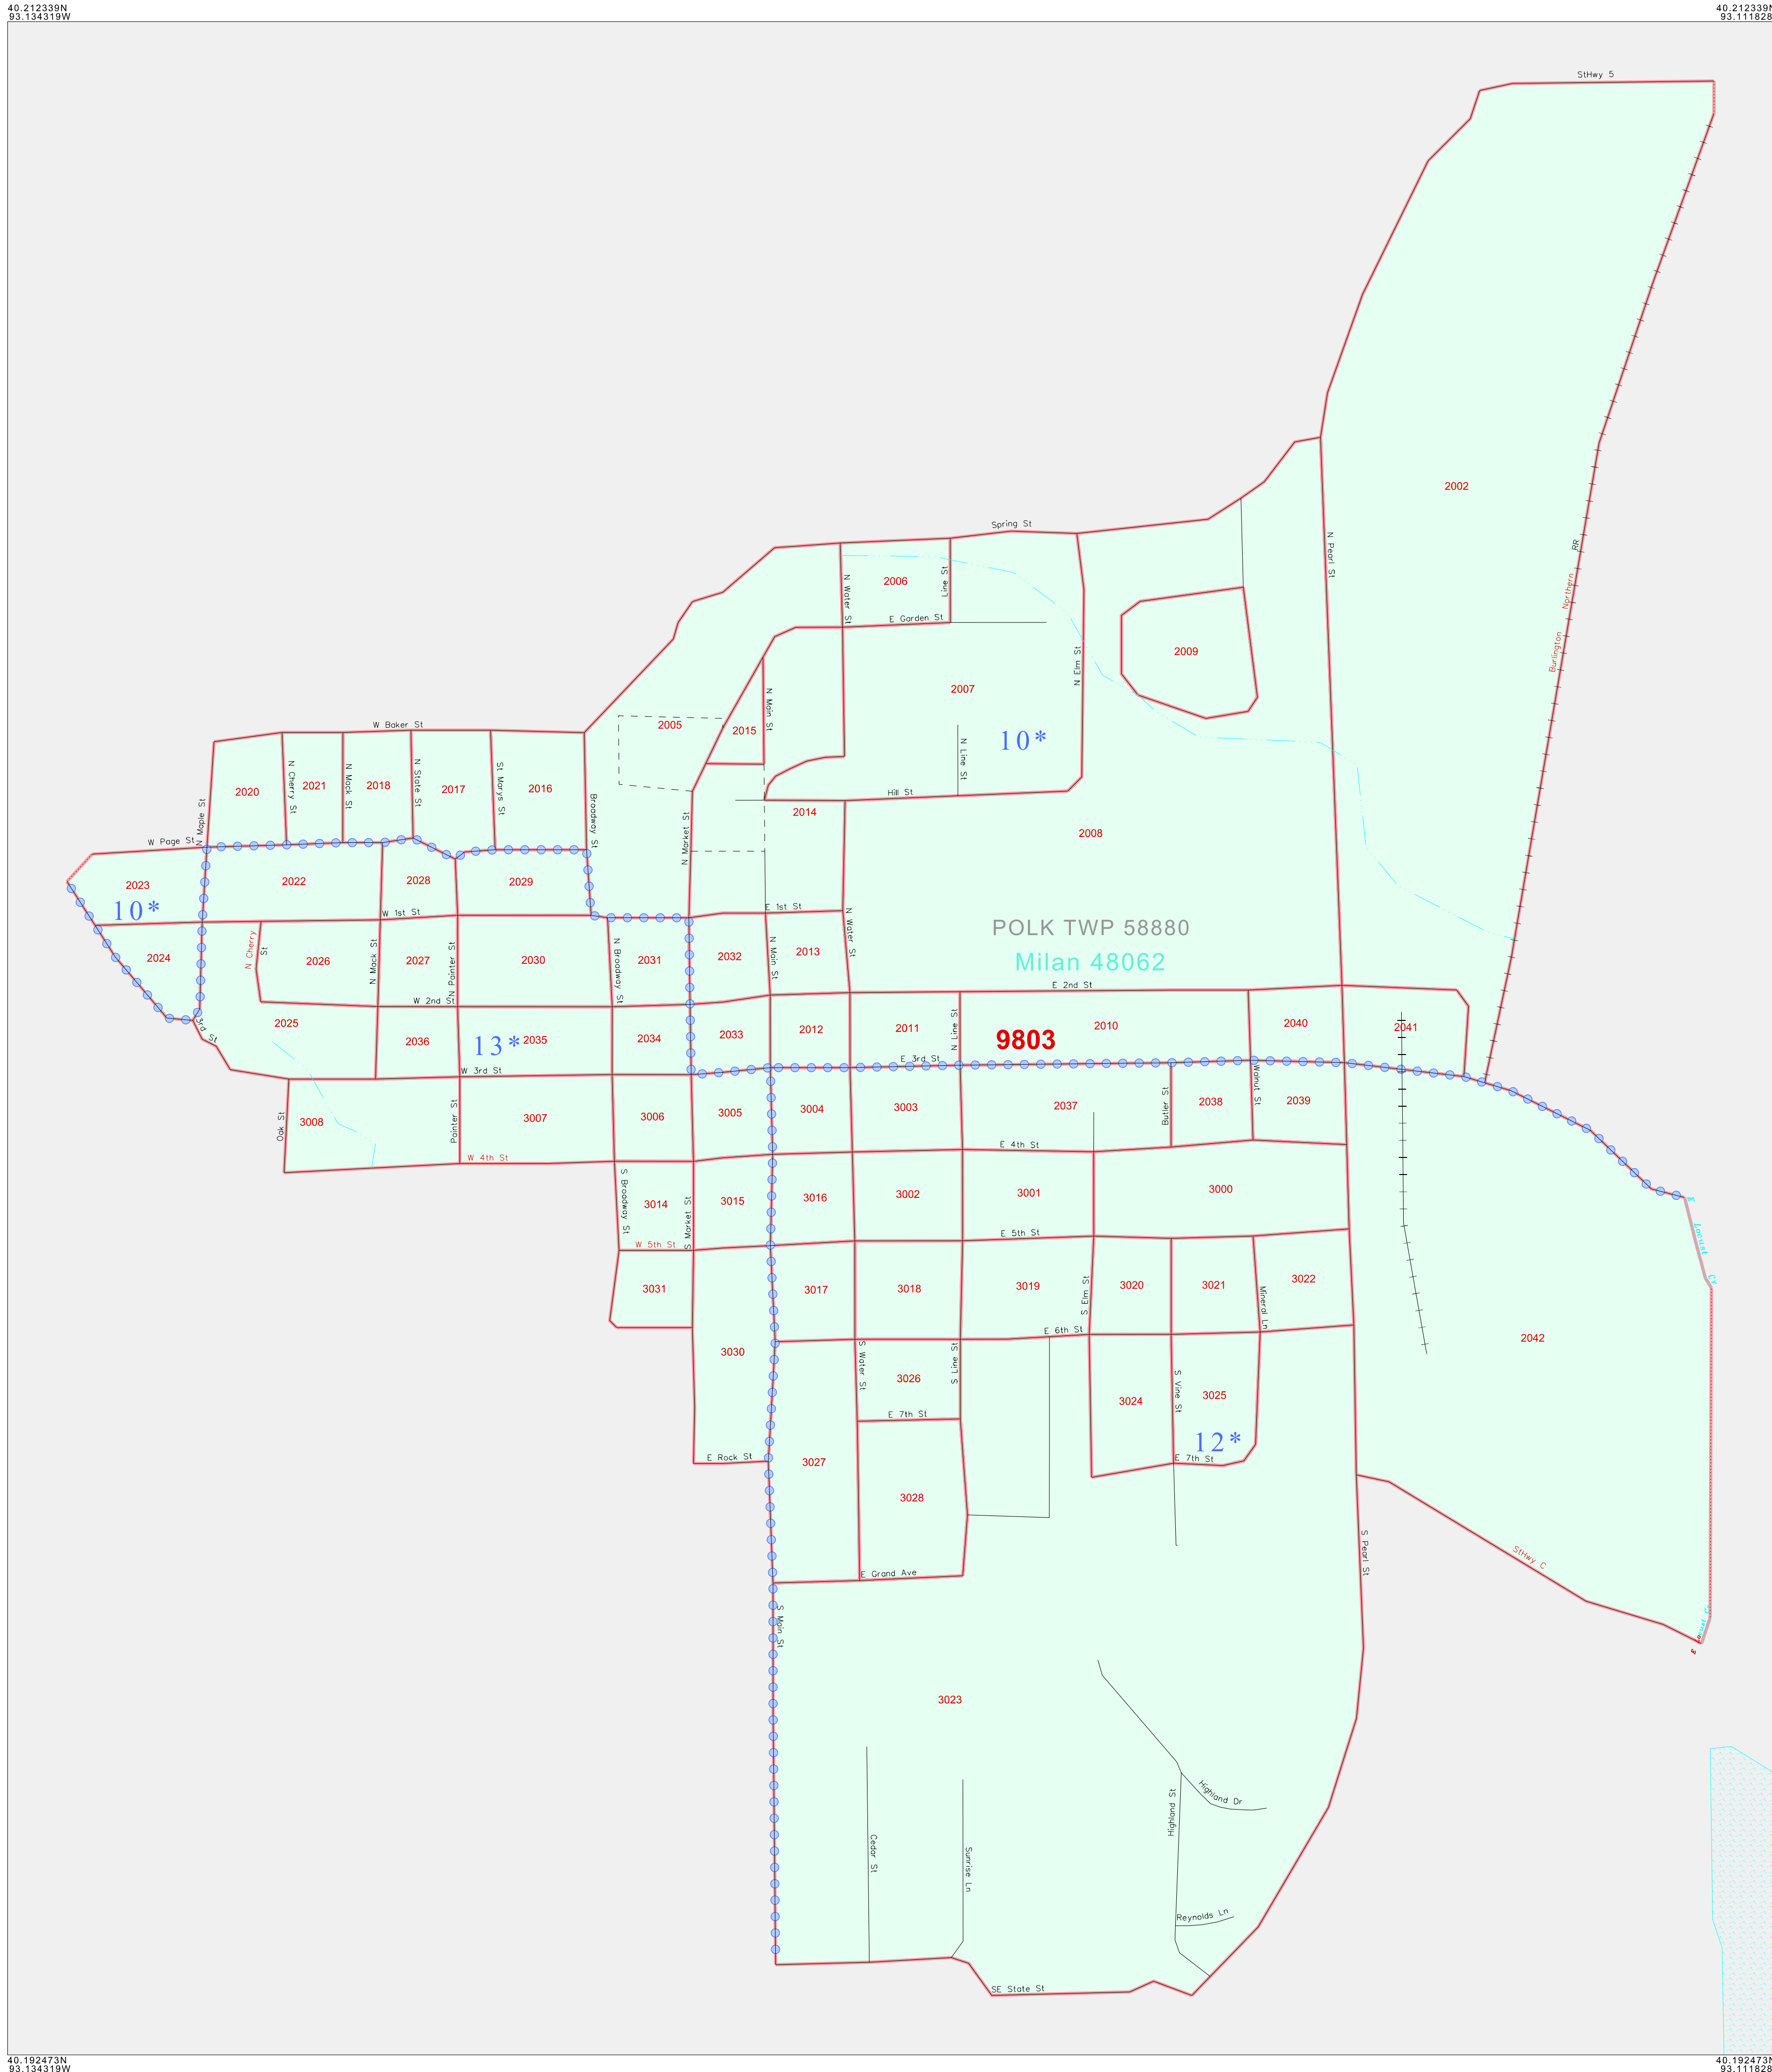 40.212339N
93.134319W
40.212339N
93.111828
StHwy 5
2002
N Pearl St
Burlington Northern RR
Spring St
N Water St
2006
Line St
E Garden St
2009
N Elm St
2007
N Main St
2005
2015
10*
N Line St
W Baker St
N Maple St
2020
N Cherry St
2021
N Mack St
2018
N State St
2017
St Marys St
2016
Broadway St
N Market St
Hill St
2014
2008
W Page St
2023
10*
2022
2028
2029
W 1st St
E 1st St
N Water St
POLK TWP 58880
Milan 48062
2024
N Cherry St
2026
N Mack St
2027
N Painter St
2030
N Broadway St
2031
2032
N Main St
2013
W 2nd St
E 2nd St
3rd St
2025
2036
13*
2035
2034
2033
2012
2011
N Line St
9803
2010
2040
2041
W 3rd St
E 3rd St
Oak St
3008
Painter St
3007
3006
3005
3004
3003
2037
Butler St
2038
Walnut St
2039
W 4th St
E 4th St
S Broadway St
3014
S Market St
3015
3016
3002
3001
3000
E Locust Cr
W 5th St
E 5th St
3031
3017
3018
3019
S Elm St
3020
3021
Mineral Ln
3022
2042
E 6th St
3030
S Water St
3026
S Line St
3024
S Vine St
3025
E 7th St
12*
E Rock St
3027
E 7th St
3028
S Pearl St
StHwy C
E Grand Ave
S Main St
E Locust Cr
3023
Highland Dr
Highland St
Cedar St
Sunrise Ln
Reynolds Ln
SE State St
40.192473N
93.134319W
40.192473N
93.111828